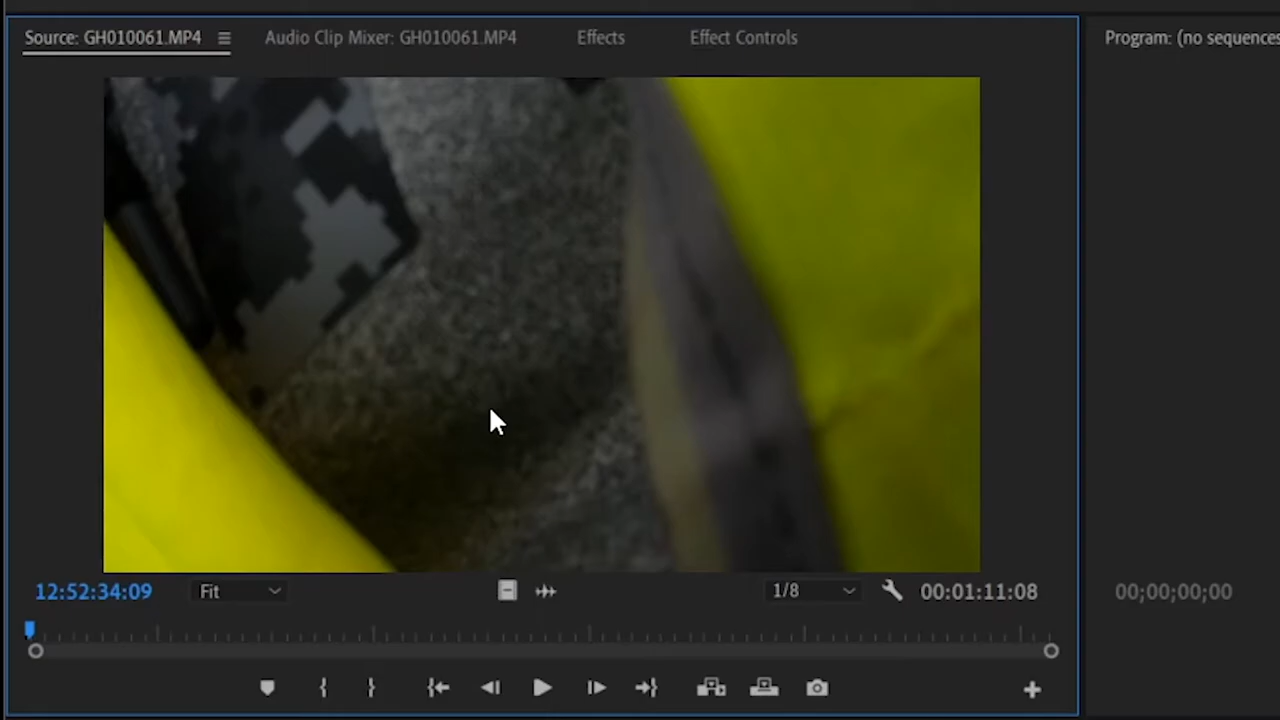 Source: GH010061.MP4
Audio Clip Mixer: GH010061.MP4
Effects
Effect Controls
Program: (no sequences
12:52:34:09
Fit
1/8
00:01:11:08
00;00;00;00